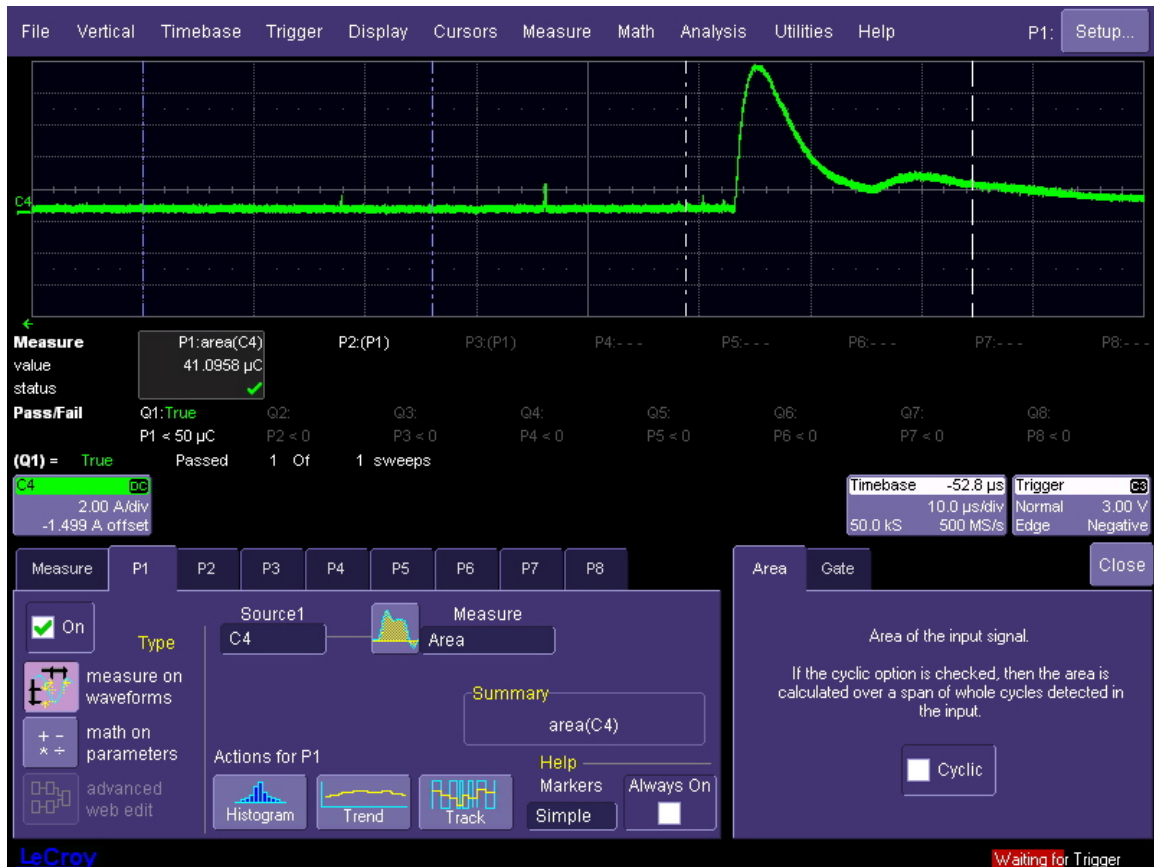 File Vertical Timebase Trigger Display Cursors Measure Math Analysis Utilities Help P1: Setup...
C4
Measure P1:area(C4) P2:(P1) P3:(P1) P4:- - - P5:- - - P6:- - - P7:- - - P8:- - -
value 41.0958 µC
status
Pass/Fail Q1:True Q2: Q3: Q4: Q5: Q6: Q7: Q8:
P1 < 50 µC P2 < 0 P3 < 0 P4 < 0 P5 < 0 P6 < 0 P7 < 0 P8 < 0
(Q1) = True Passed 1 Of 1 sweeps
C4 DC
2.00 A/div
-1.499 A offset
Timebase -52.8 µs
10.0 µs/div
50.0 kS 500 MS/s
Trigger C3
Normal 3.00 V
Edge Negative
Measure P1 P2 P3 P4 P5 P6 P7 P8
On
Type
measure on
waveforms
math on
parameters
advanced
web edit
Source1
C4
Measure
Area
Summary
area(C4)
Actions for P1
Histogram
Trend
Track
Help
Markers
Simple
Always On
Area Gate
Close
Area of the input signal.
If the cyclic option is checked, then the area is
calculated over a span of whole cycles detected in
the input.
Cyclic
LeCroy
Waiting for Trigger